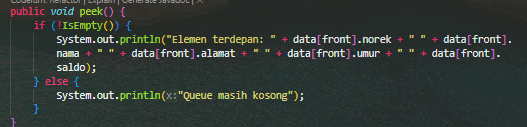 Codeium: Refactor | Explain | Generate Javadoc | ×
public void peek() {
if (!IsEmpty()) {
System.out.println("Elemen terdepan: " + data[front].norek + " " + data[front].
nama + " " + data[front].alamat + " " + data[front].umur + " " + data[front].
saldo);
} else {
System.out.println(x:"Queue masih kosong");
}
}